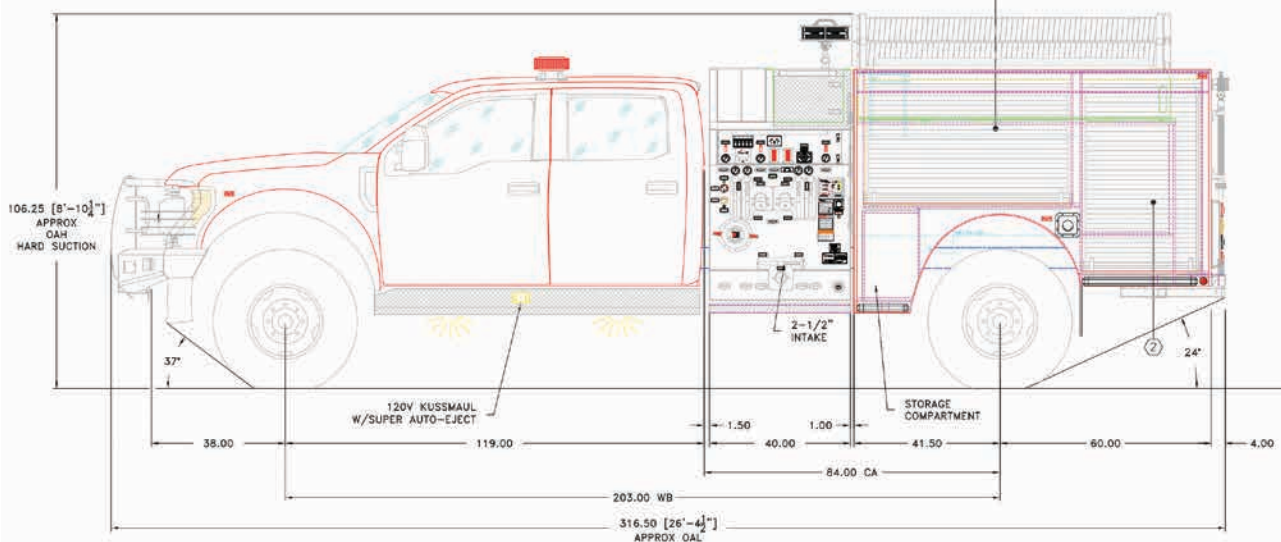 106.25 [8'-10¼"]
APPROX
OAH
HARD SUCTION
37°
120V KUSSMAUL
W/SUPER AUTO-EJECT
2-1/2"
INTAKE
STORAGE
COMPARTMENT
2
24°
38.00
119.00
1.50
40.00
1.00
41.50
60.00
4.00
84.00 CA
203.00 WB
316.50 [26'-4½"]
APPROX OAL